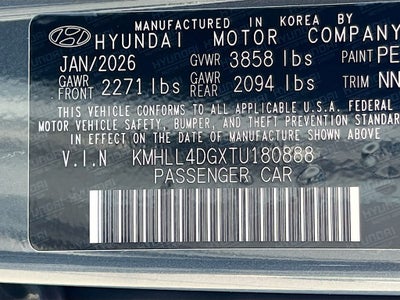 MANUFACTURED IN KOREA
HYUNDAI MOTOR COMPANY
JAN/2026 GVWR 3858 lbs PAINT PE
GAWR FRONT 2271 lbs GAWR 2094 lbs TRIM NN
THIS VEHICLE CONFORMS TO ALL APPLICABLE U.S.A. FEDERAL
MOTOR VEHICLE SAFETY, BUMPER, AND THEFT PREVENTION STANDAR
IN EFFECT ON THE DATE OF MANUFACTURE SHOWN ABOVE
V.I.N KMHLL4DGXTU180888
PASSENGER CAR